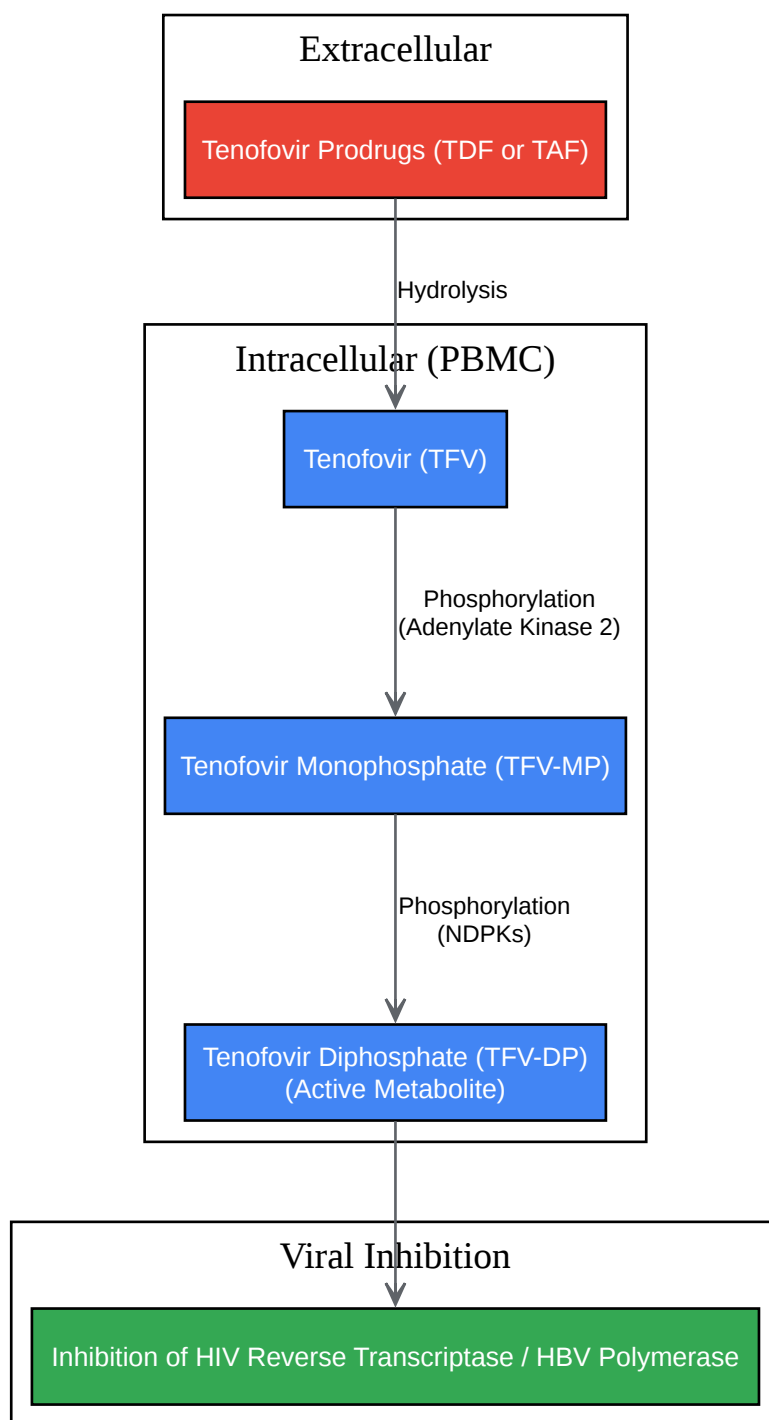 Extracellular
Tenofovir Prodrugs (TDF or TAF)
Hydrolysis
Intracellular (PBMC)
Tenofovir (TFV)
Phosphorylation
(Adenylate Kinase 2)
Tenofovir Monophosphate (TFV-MP)
Phosphorylation
(NDPKs)
Tenofovir Diphosphate (TFV-DP)
(Active Metabolite)
Viral Inhibition
Inhibition of HIV Reverse Transcriptase / HBV Polymerase